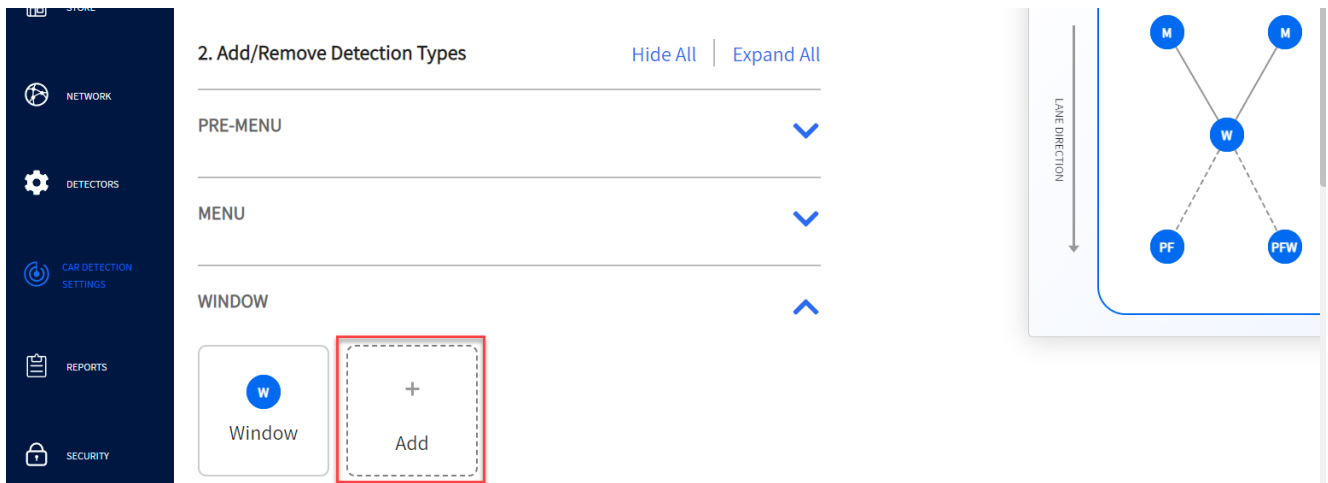 STORE
NETWORK
DETECTORS
CAR DETECTION
SETTINGS
REPORTS
SECURITY
2. Add/Remove Detection Types
Hide All
Expand All
PRE-MENU
MENU
WINDOW
W
Window
+
Add
LANE DIRECTION
M
M
W
PF
PFW